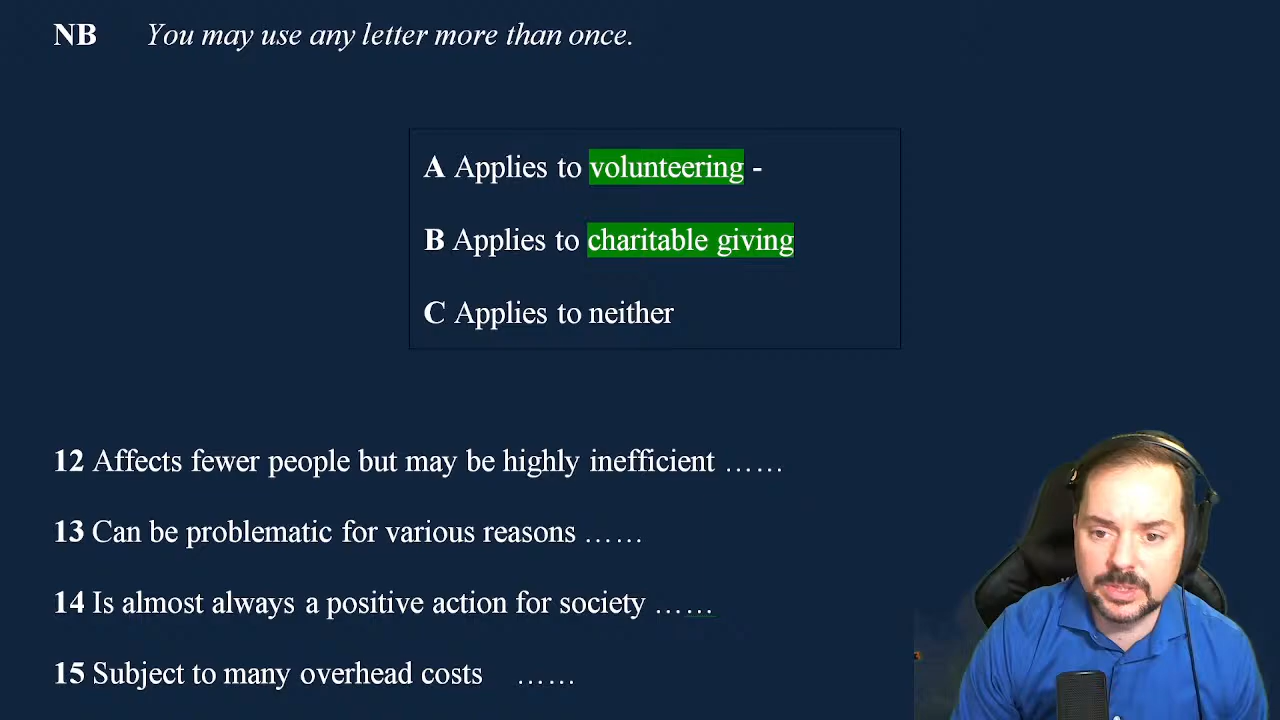 NB You may use any letter more than once.
A Applies to volunteering -
B Applies to charitable giving
C Applies to neither
12 Affects fewer people but may be highly inefficient ……
13 Can be problematic for various reasons ……
14 Is almost always a positive action for society ……
15 Subject to many overhead costs ……